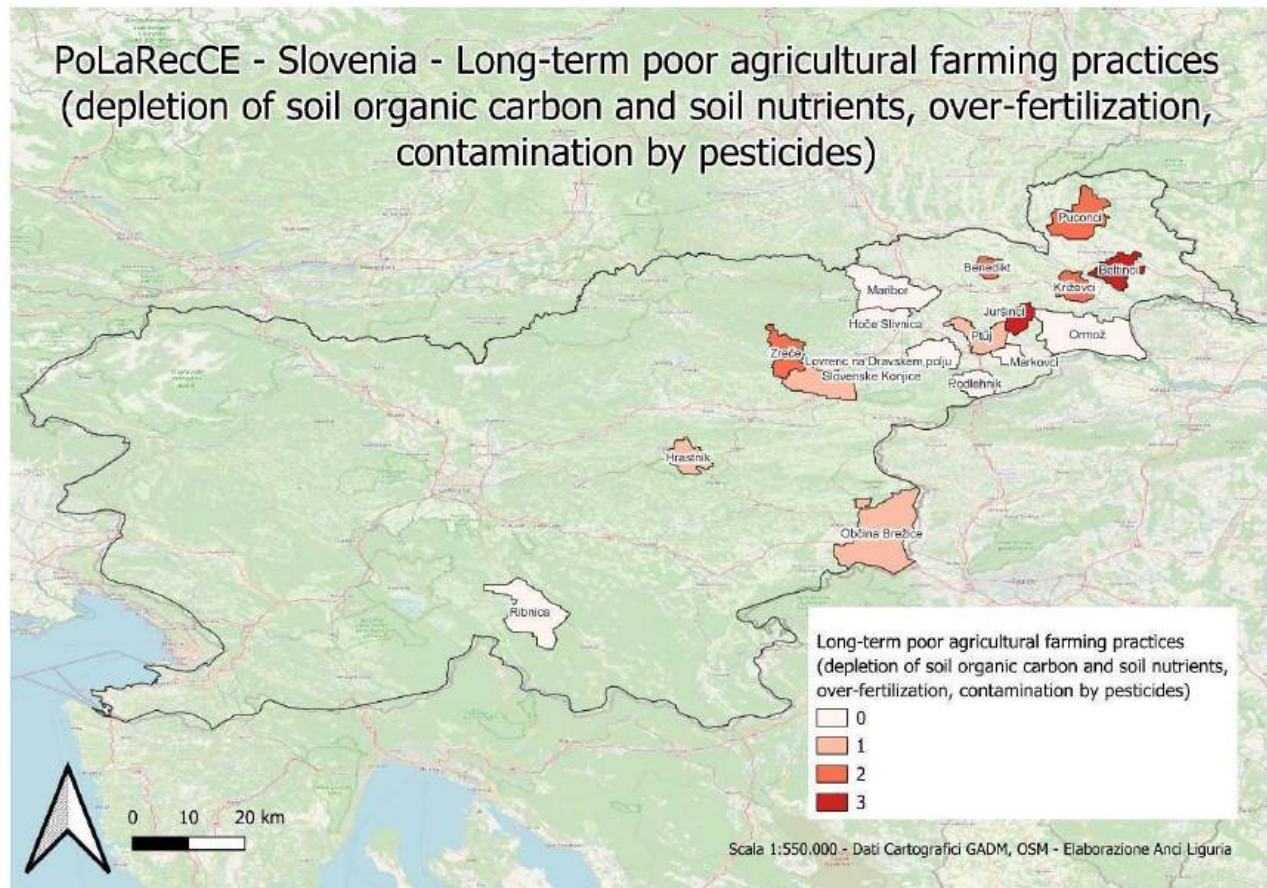 PoLaRecCE - Slovenia - Long-term poor agricultural farming practices
(depletion of soil organic carbon and soil nutrients, over-fertilization,
contamination by pesticides)
Puconci
Benedikt
Beltinci
Križevci
Maribor
Juršinci
Hoče Slivnica
Ptuj
Ormož
Zreče
Lovrenc na Dravskem polju
Markovci
Slovenske Konjice
Podlehnik
Hrastnik
Občina Brežice
Ribnica
Long-term poor agricultural farming practices
(depletion of soil organic carbon and soil nutrients,
over-fertilization, contamination by pesticides)
0
1
2
3
0 10 20 km
Scala 1:550.000 - Dati Cartografici GADM, OSM - Elaborazione Anci Liguria